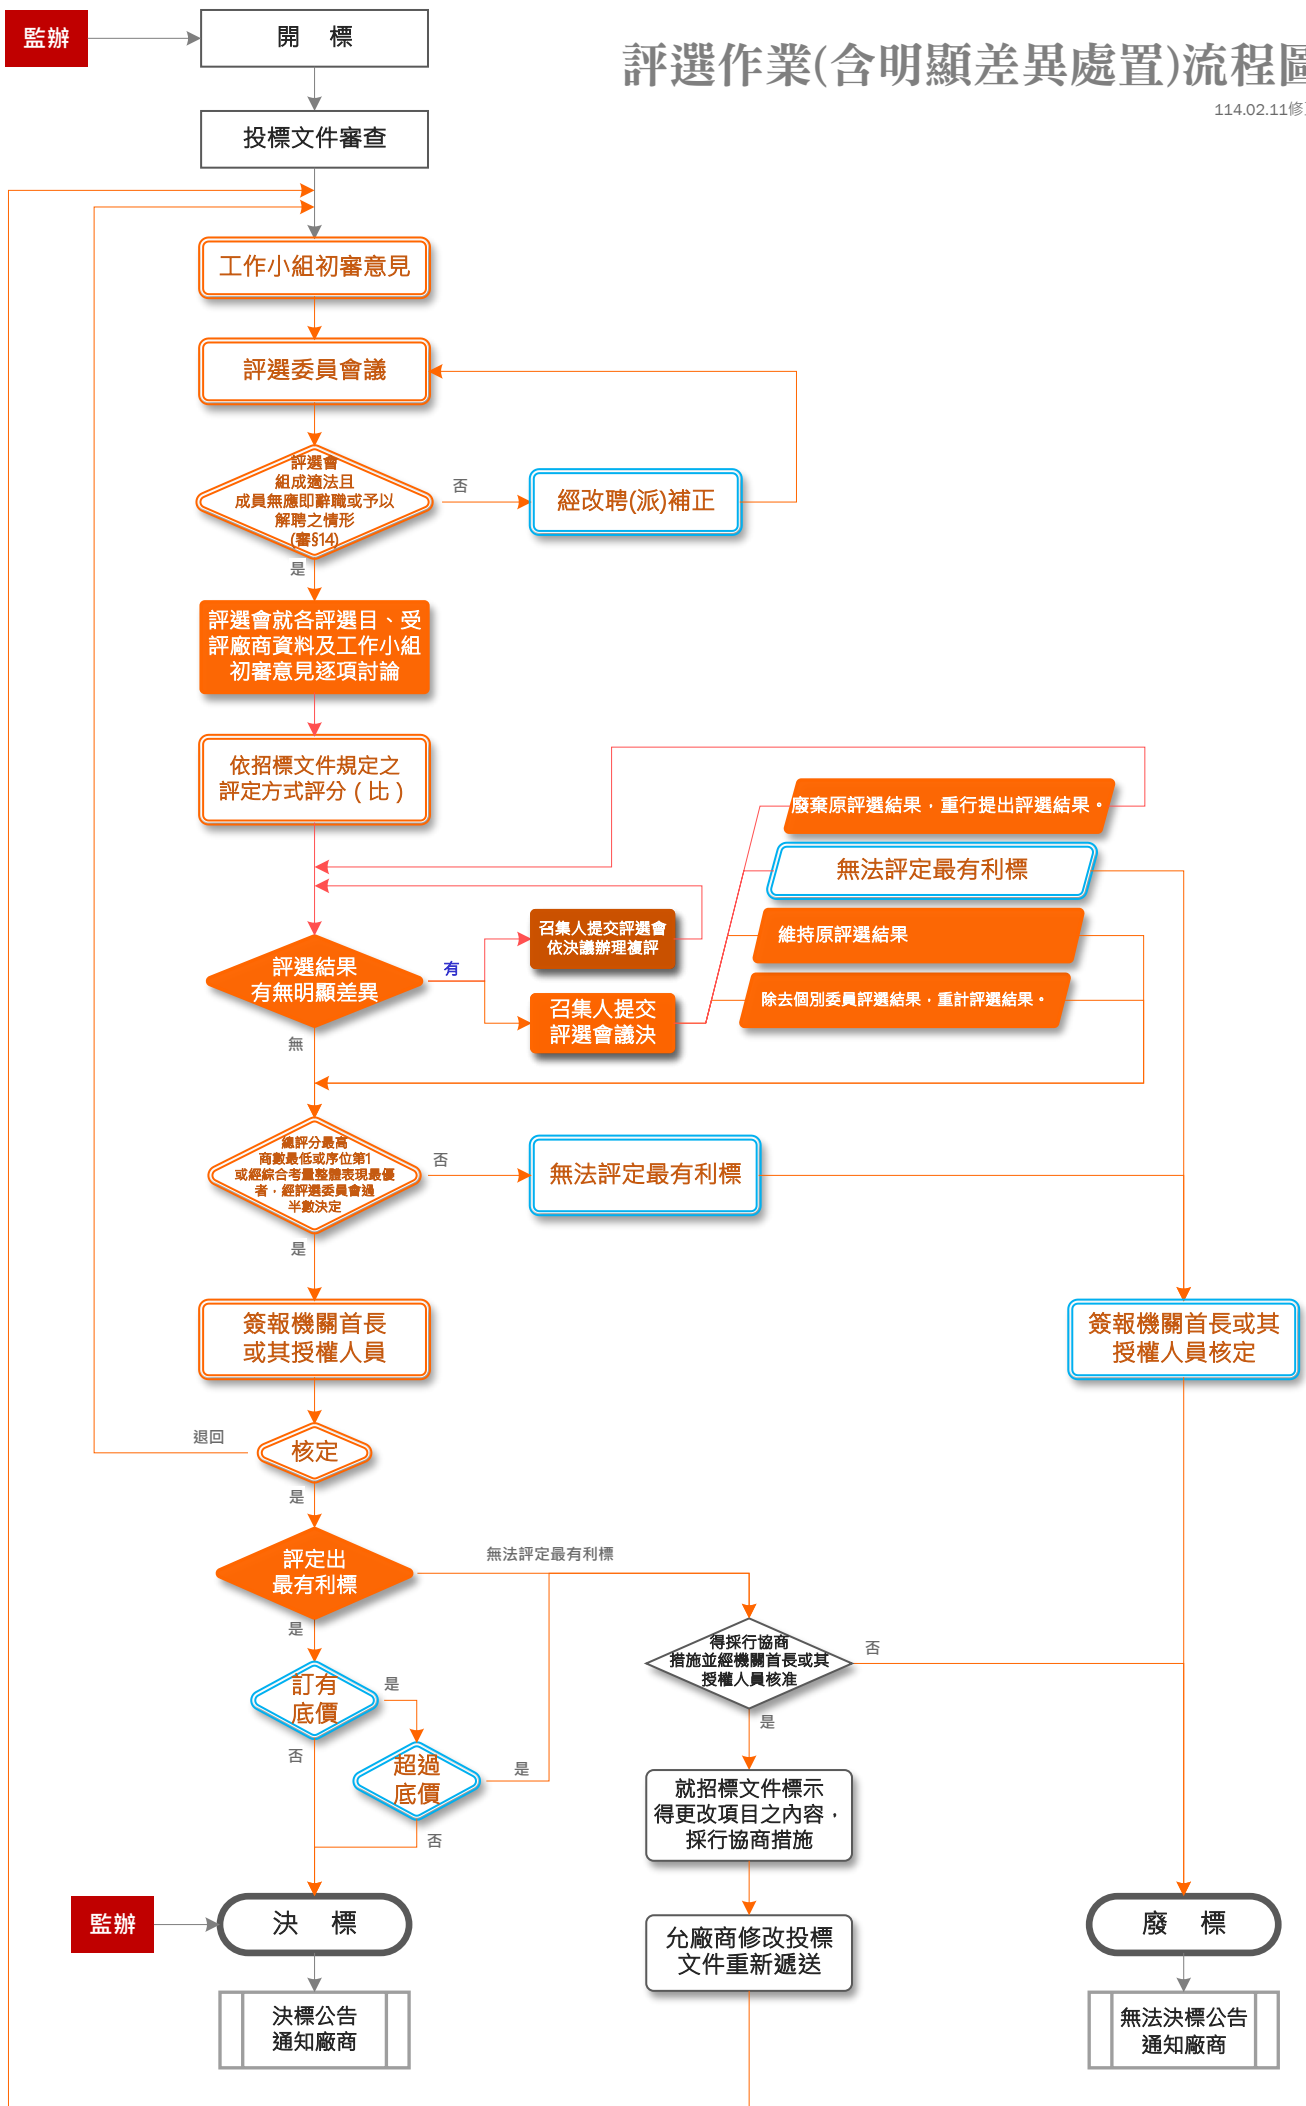 監辦
開 標
評選作業(含明顯差異處置)流程圖
114.02.11修
投標文件審查
工作小組初審意見
評選委員會議
評選會
組成適法且
成員無應即辭職或予以
解聘之情形
(審§14)
否
經改聘(派)補正
是
評選會就各評選目、受
評廠商資料及工作小組
初審意見逐項討論
依招標文件規定之
評定方式評分(比)
廢棄原評選結果，重行提出評選結果。
無法評定最有利標
維持原評選結果
除去個別委員評選結果，重計評選結果。
召集人提交評選會
依決議辦理複評
評選結果
有無明顯差異
有
召集人提交
評選會議決
無
總評分最高
商數最低或序位第1
或經綜合考量整體表現最優
者，經評選委員會過
半數決定
否
無法評定最有利標
是
簽報機關首長
或其授權人員
簽報機關首長或其
授權人員核定
退回
核定
是
評定出
最有利標
無法評定最有利標
是
得採行協商
措施並經機關首長或其
授權人員核准
否
訂有
底價
是
是
否
超過
底價
是
否
就招標文件標示
得更改項目之內容，
採行協商措施
監辦
決 標
允廠商修改投標
文件重新遞送
廢 標
決標公告
通知廠商
無法決標公告
通知廠商